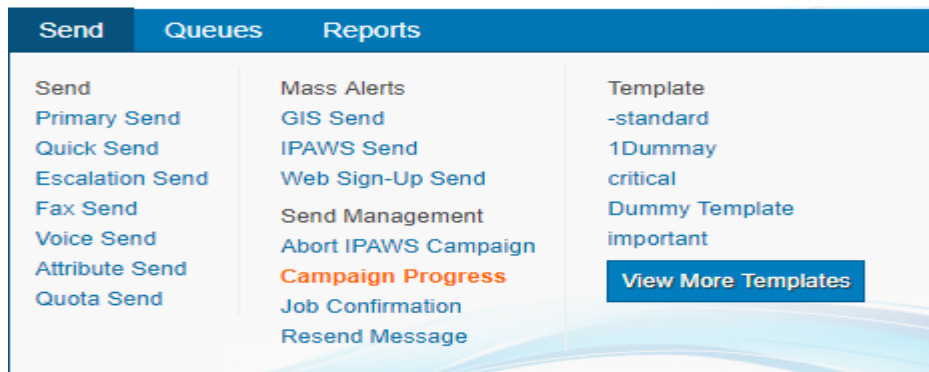 Send Queues Reports
Send
Primary Send
Quick Send
Escalation Send
Fax Send
Voice Send
Attribute Send
Quota Send
Mass Alerts
GIS Send
IPAWS Send
Web Sign-Up Send
Send Management
Abort IPAWS Campaign
Campaign Progress
Job Confirmation
Resend Message
Template
-standard
1Dummay
critical
Dummy Template
important
View More Templates